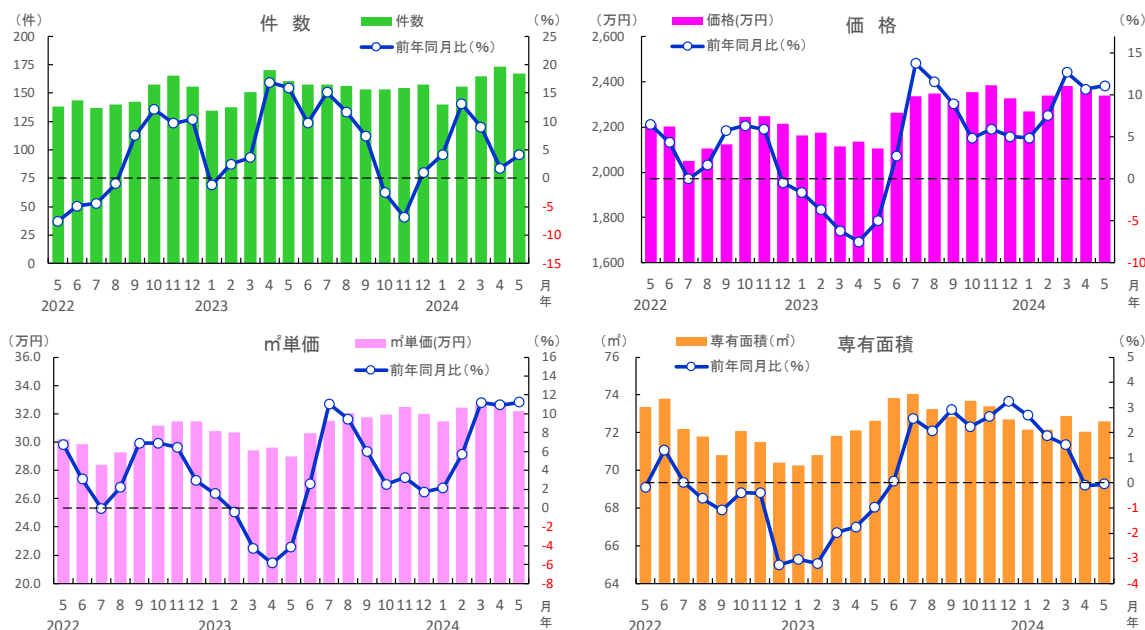 （件） 件 数 （%）
件数
前年同月比（%）
200 175 150 125 100 75 50 25 0
25 20 15 10 5 0 -5 -10 -15
5 6 7 8 9 10 11 12 1 2 3 4 5 6 7 8 9 10 11 12 1 2 3 4 5 月
2022 2023 2024 年
（万円） 価 格 （%）
価格(万円)
前年同月比（%）
2,600 2,400 2,200 2,000 1,800 1,600
15 10 5 0 -5 -10
5 6 7 8 9 10 11 12 1 2 3 4 5 6 7 8 9 10 11 12 1 2 3 4 5 月
2022 2023 2024 年
（万円） ㎡単価 （%）
㎡単価(万円)
前年同月比（%）
36.0 34.0 32.0 30.0 28.0 26.0 24.0 22.0 20.0
16 14 12 10 8 6 4 2 0 -2 -4 -6 -8
5 6 7 8 9 10 11 12 1 2 3 4 5 6 7 8 9 10 11 12 1 2 3 4 5 月
2022 2023 2024 年
（㎡） 専有面積 （%）
専有面積（㎡）
前年同月比（%）
76 74 72 70 68 66 64
5 4 3 2 1 0 -1 -2 -3 -4
5 6 7 8 9 10 11 12 1 2 3 4 5 6 7 8 9 10 11 12 1 2 3 4 5 月
2022 2023 2024 年